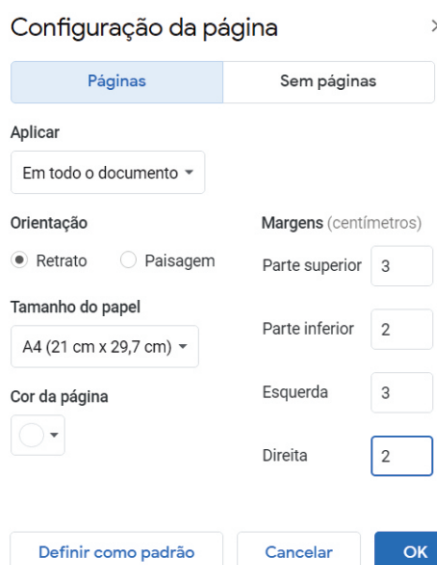 Configuração da página
Páginas Sem páginas
Aplicar
Em todo o documento
Orientação
Retrato Paisagem
Tamanho do papel
A4 (21 cm x 29,7 cm)
Cor da página
Margens (centímetros)
Parte superior 3
Parte inferior 2
Esquerda 3
Direita 2
Definir como padrão Cancelar OK